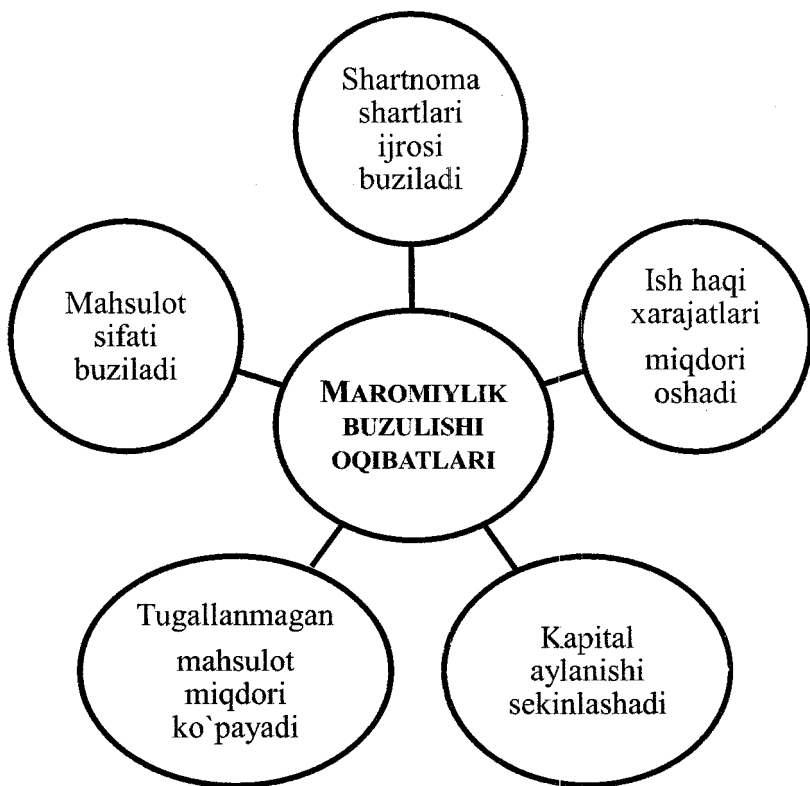 Shartnoma
shartlari
ijrosi
buziladi
Mahsulot
sifati
buziladi
Ish haqi
xarajatlari
miqdori
oshadi
MAROMIYLIK
BUZULISHI
OQIBATLARI
Tugallanmagan
mahsulot
miqdori
ko`payadi
Kapital
aylanishi
sekinlashadi